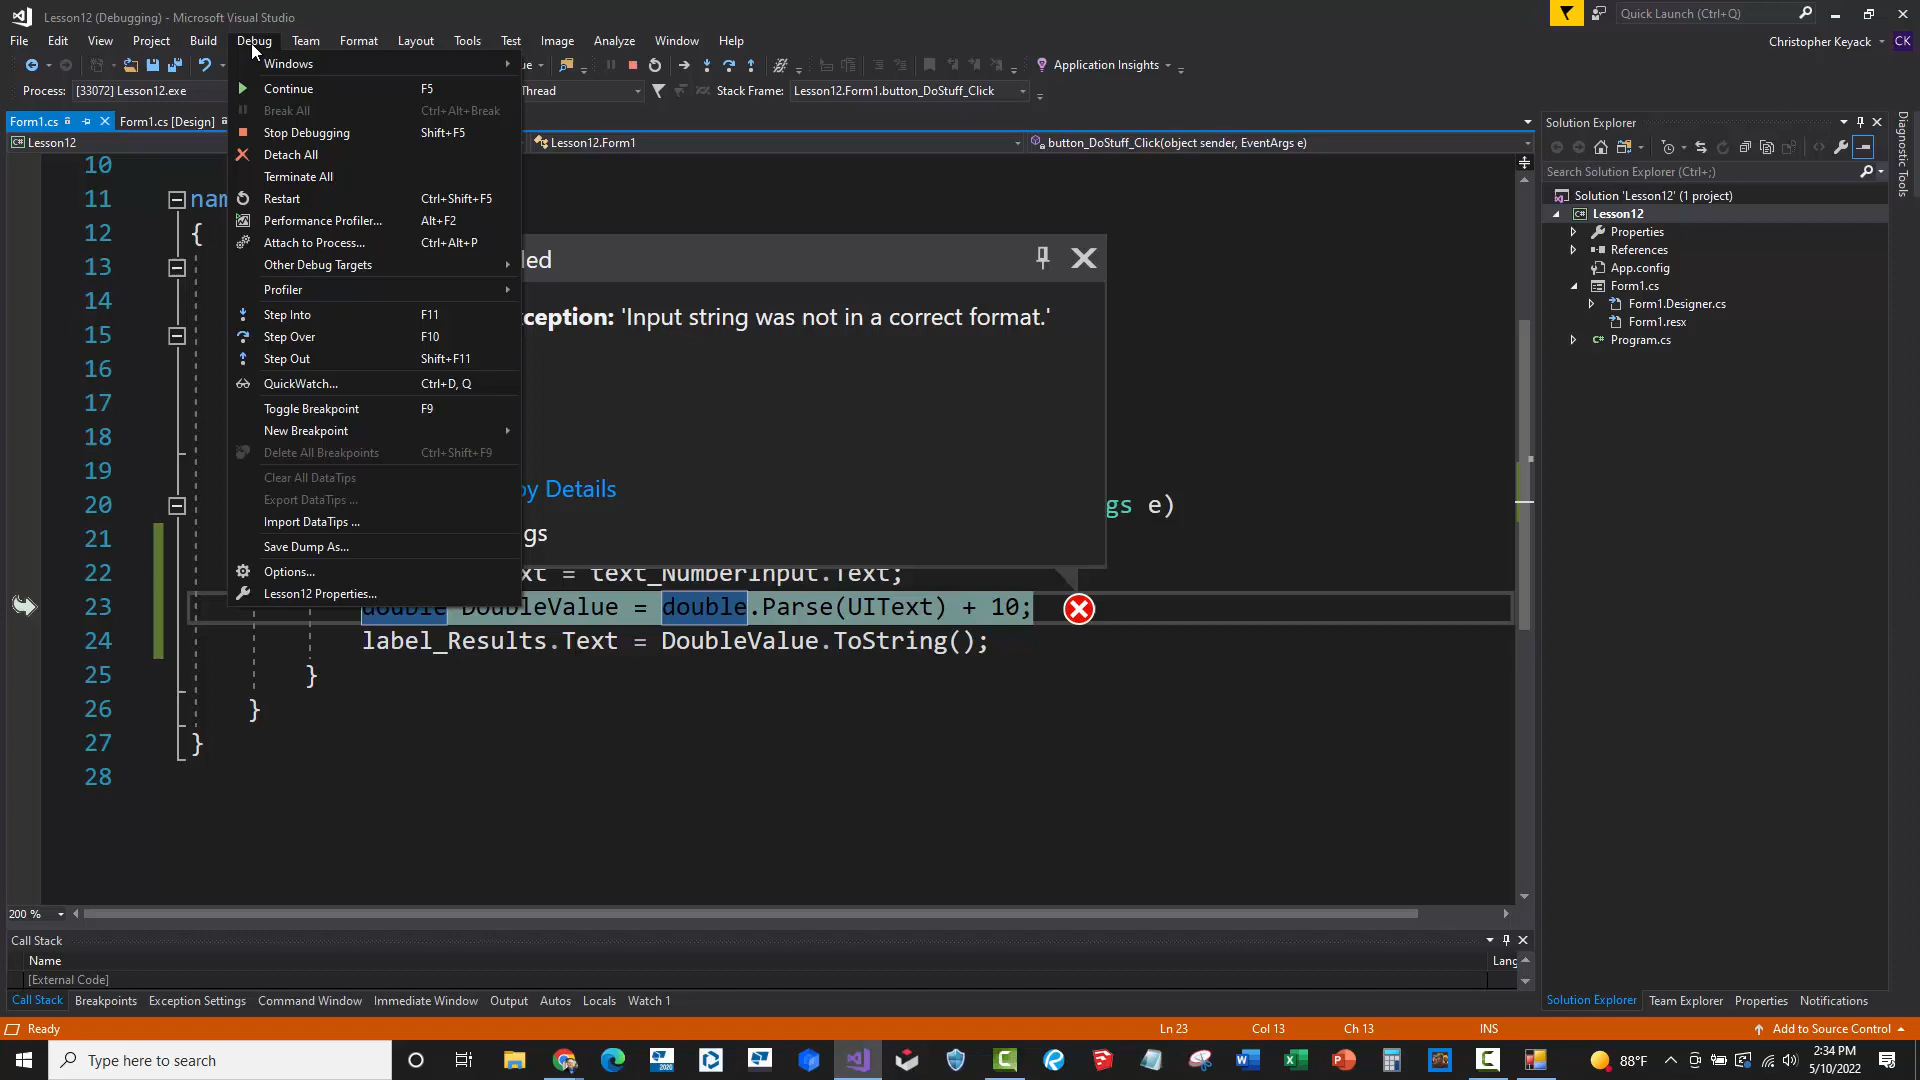 Lesson12 (Debugging) - Microsoft Visual Studio
Quick Launch (Ctrl+Q)
File Edit View Project Build Debug Team Format Layout Tools Test Image Analyze Window Help
Christopher Keyack CK
Application Insights
Process: [33072] Lesson12.exe
Thread
Stack Frame: Lesson12.Form1.button_DoStuff_Click
Form1.cs Form1.cs [Design]
Lesson12
Lesson12.Form1
button_DoStuff_Click(object sender, EventArgs e)
Windows
Continue F5
Break All Ctrl+Alt+Break
Stop Debugging Shift+F5
Detach All
Terminate All
Restart Ctrl+Shift+F5
Performance Profiler... Alt+F2
Attach to Process... Ctrl+Alt+P
Other Debug Targets
Profiler
Step Into F11
Step Over F10
Step Out Shift+F11
QuickWatch... Ctrl+D, Q
Toggle Breakpoint F9
New Breakpoint
Delete All Breakpoints Ctrl+Shift+F9
Clear All DataTips
Export DataTips ...
Import DataTips ...
Save Dump As...
Options...
Lesson12 Properties...
10
11 nam
12 {
13
14
15
16
17
18
19
20 gs e)
21
22 xt = text_NumberInput.Text;
23 double DoubleValue = double.Parse(UIText) + 10;
24 label_Results.Text = DoubleValue.ToString();
25 }
26 }
27 }
28
led
ception: 'Input string was not in a correct format.'
py Details
gs
Solution Explorer
Search Solution Explorer (Ctrl+;)
Solution 'Lesson12' (1 project)
Lesson12
Properties
References
App.config
Form1.cs
Form1.Designer.cs
Form1.resx
Program.cs
Diagnostic Tools
200 %
Call Stack
Name Lang
[External Code]
Call Stack Breakpoints Exception Settings Command Window Immediate Window Output Autos Locals Watch 1
Solution Explorer Team Explorer Properties Notifications
Ready Ln 23 Col 13 Ch 13 INS Add to Source Control
Type here to search
88°F
2:34 PM
5/10/2022